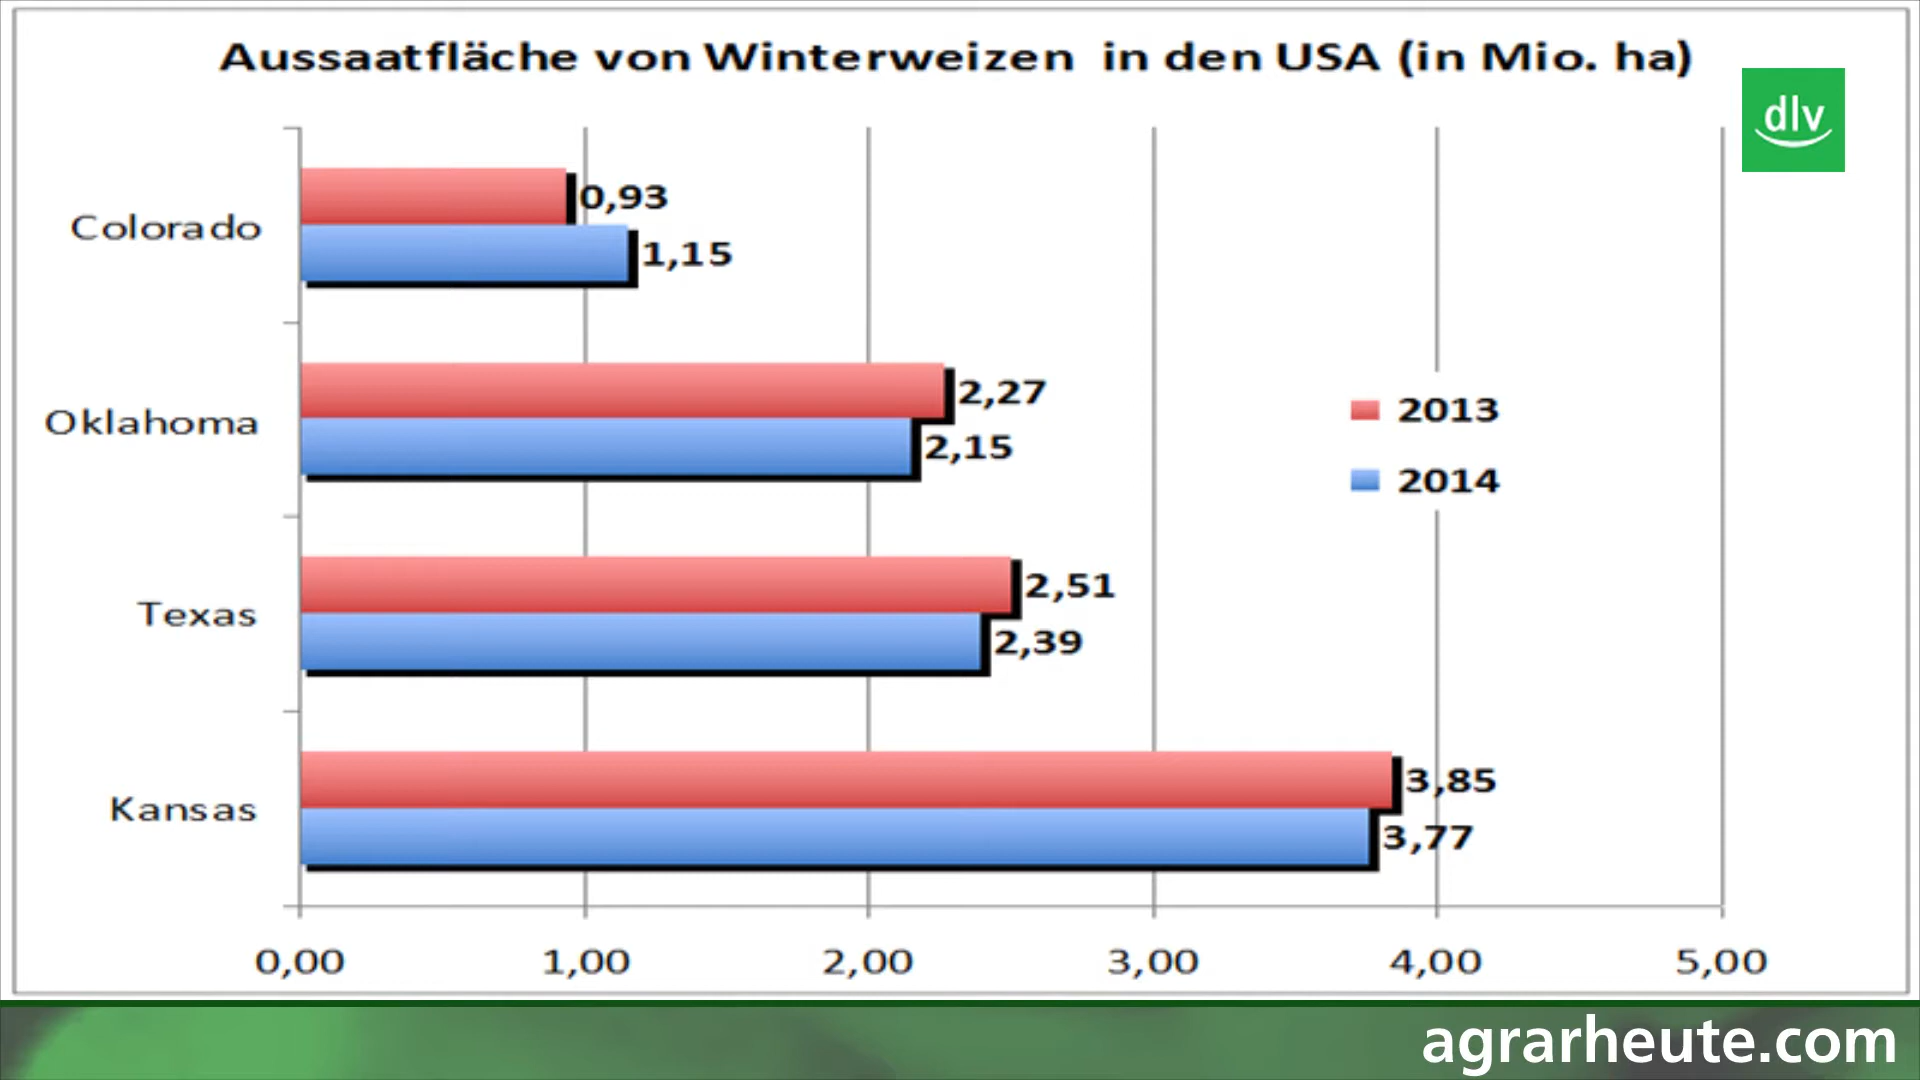 Aussaatfläche von Winterweizen in den USA (in Mio. ha)
dlv
Colorado
0,93
1,15
Oklahoma
2,27
2,15
2013
2014
Texas
2,51
2,39
Kansas
3,85
3,77
0,00 1,00 2,00 3,00 4,00 5,00
agrarheute.com